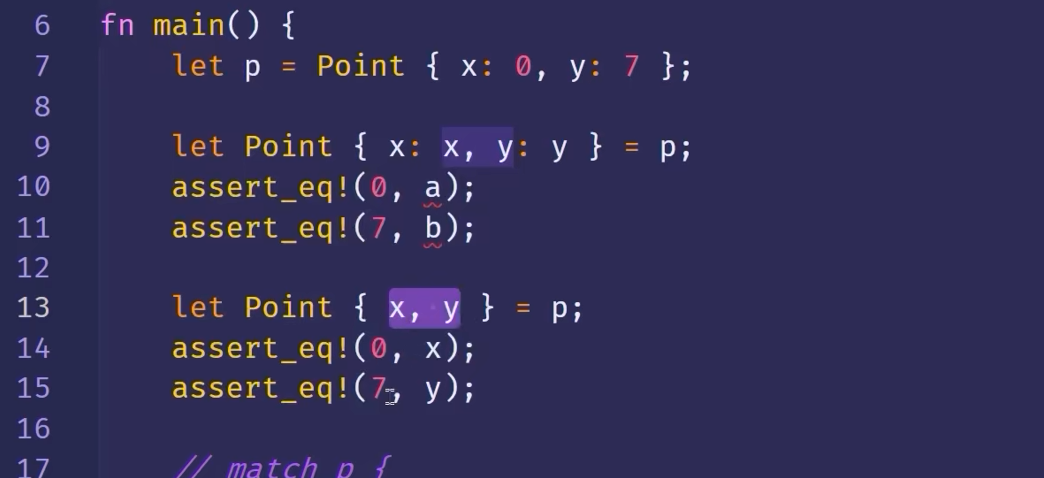 6 fn main() {
7 let p = Point { x: 0, y: 7 };
8
9 let Point { x: x, y: y } = p;
10 assert_eq!(0, a);
11 assert_eq!(7, b);
12
13 let Point { x, y } = p;
14 assert_eq!(0, x);
15 assert_eq!(7, y);
16
17 // match p {